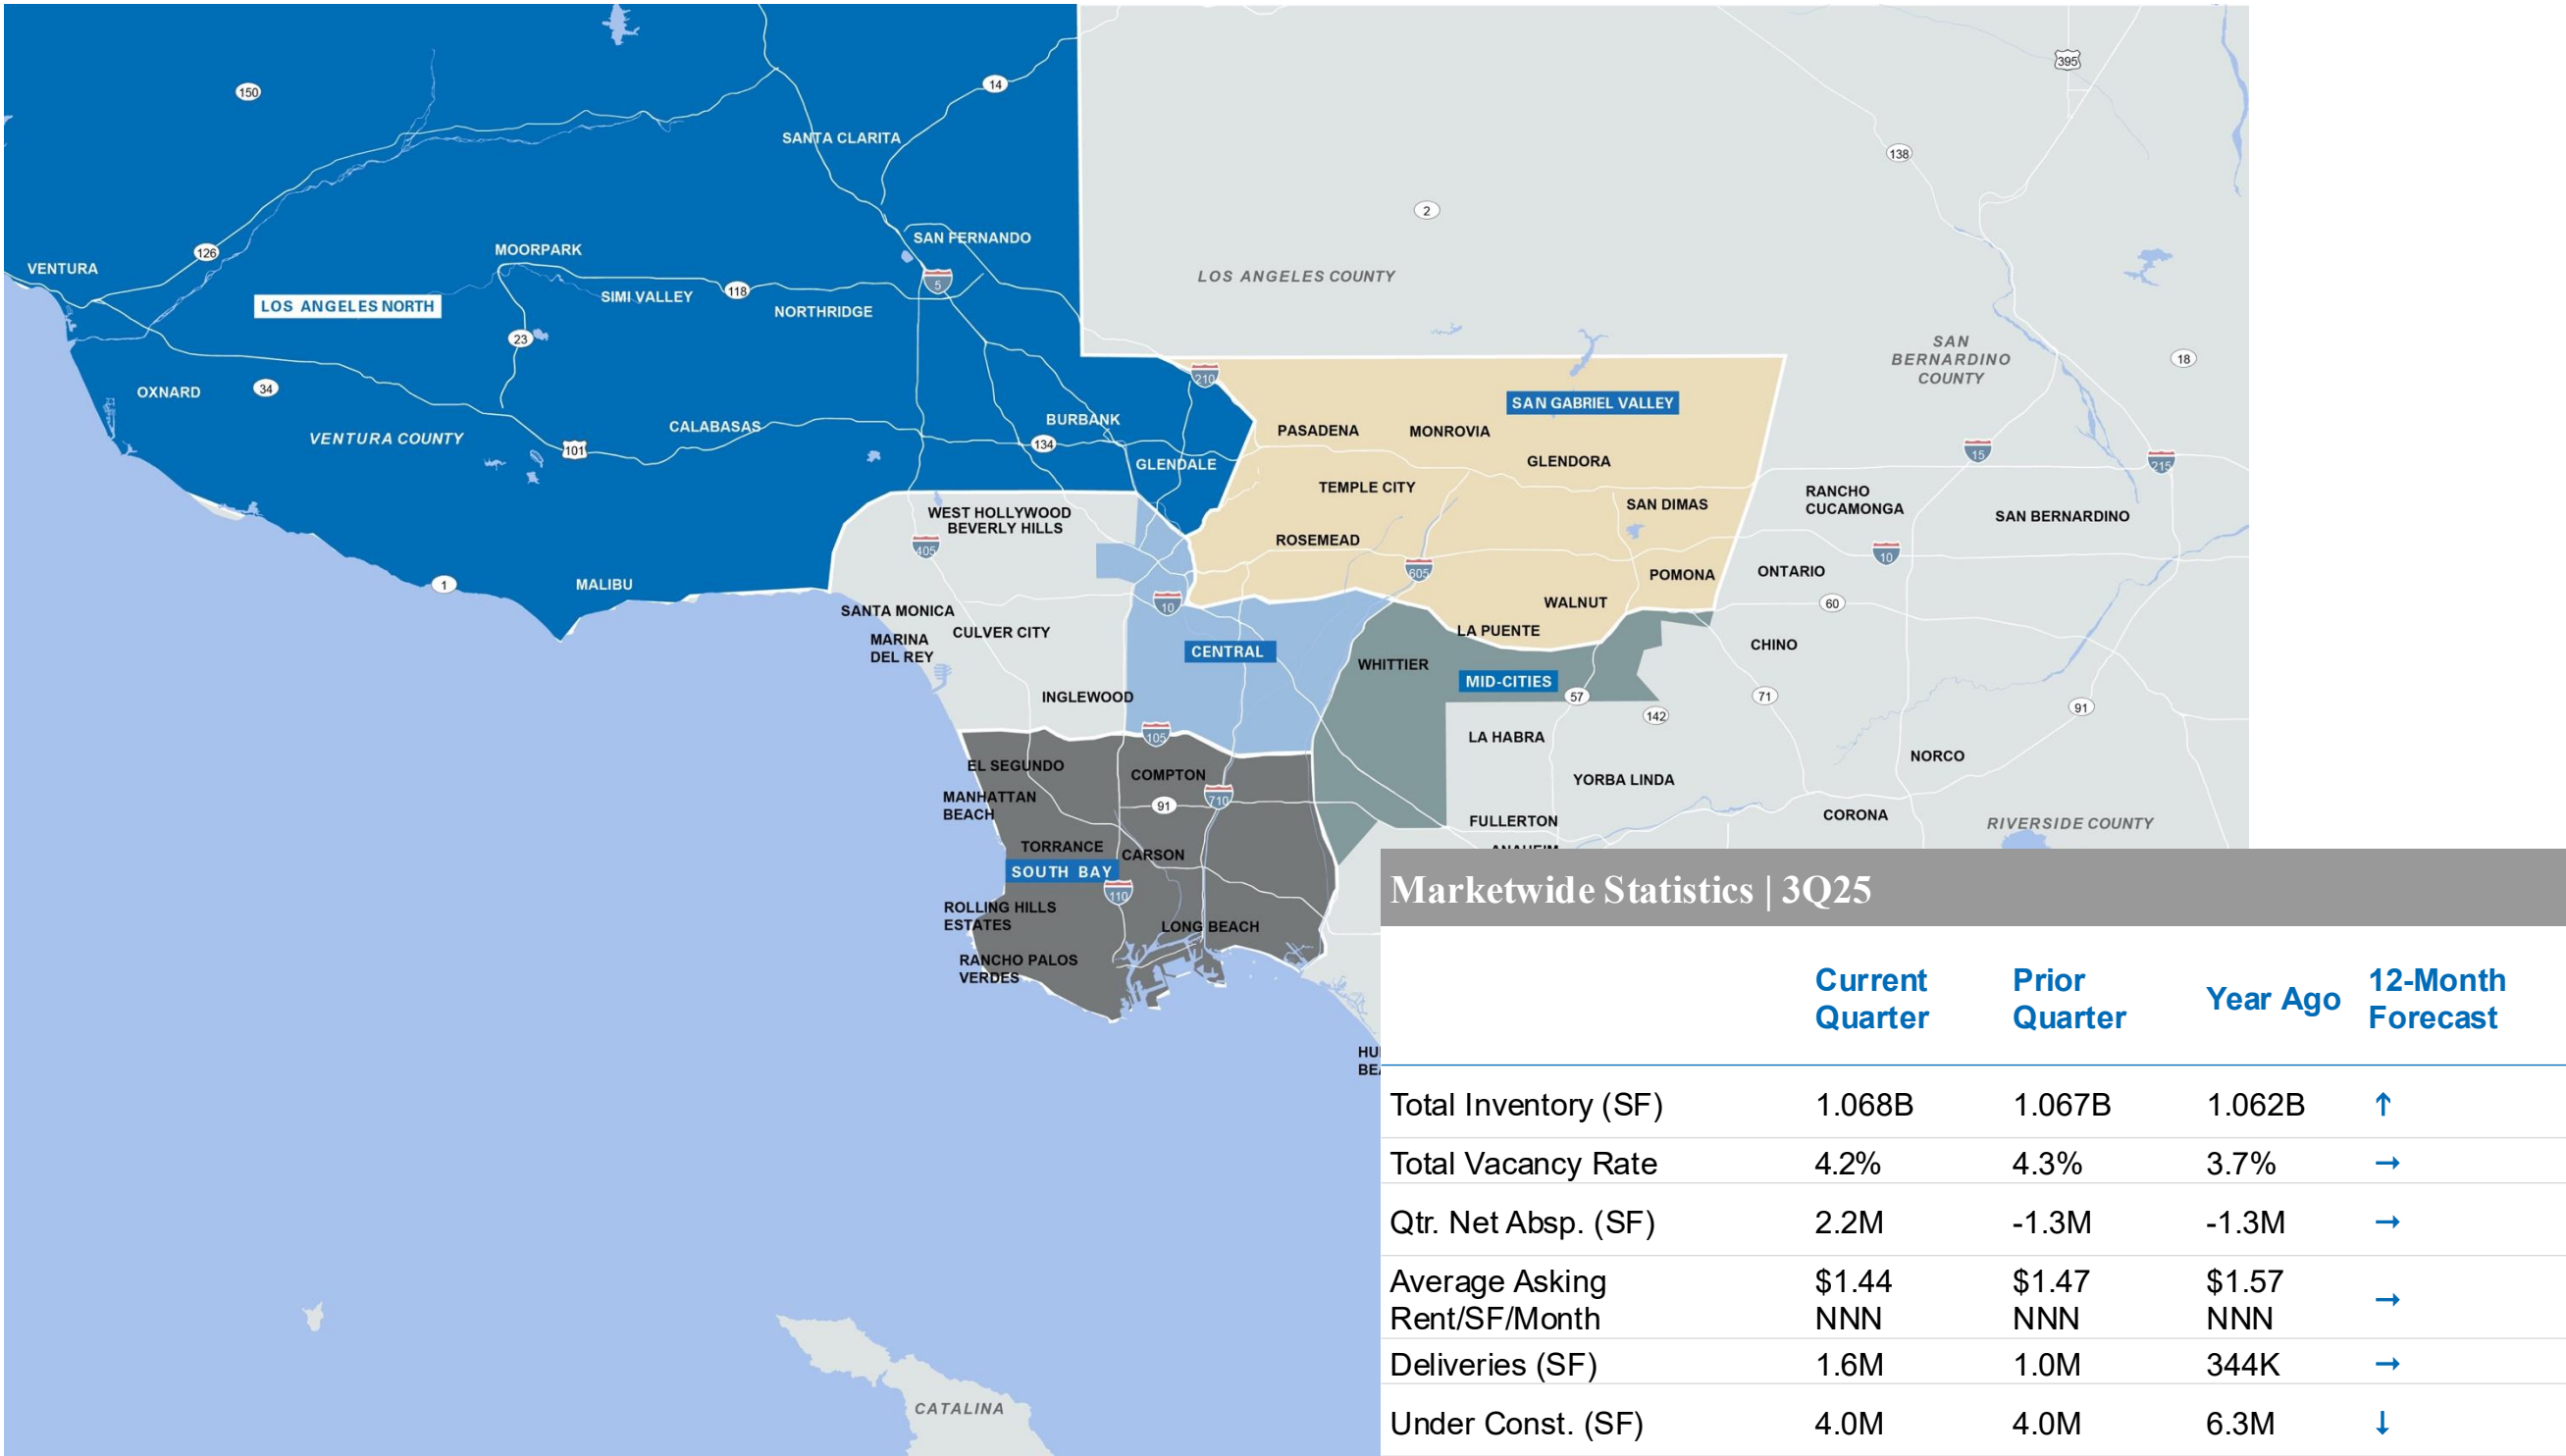 395
150
14
SANTA CLARITA
138
2
SAN FERNANDO
126
MOORPARK
VENTURA
LOS ANGELES COUNTY
5
118
SIMI VALLEY
LOS ANGELES NORTH
NORTHRIDGE
23
SAN
BERNARDINO
COUNTY
18
210
OXNARD
34
SAN GABRIEL VALLEY
BURBANK
CALABASAS
PASADENA
MONROVIA
VENTURA COUNTY
134
101
15
215
GLENDALE
GLENDORA
TEMPLE CITY
RANCHO
CUCAMONGA
SAN DIMAS
WEST HOLLYWOOD
BEVERLY HILLS
SAN BERNARDINO
ROSEMEAD
405
10
605
ONTARIO
POMONA
1
MALIBU
10
WALNUT
60
SANTA MONICA
CULVER CITY
LA PUENTE
MARINA
DEL REY
CENTRAL
CHINO
WHITTIER
MID-CITIES
INGLEWOOD
57
71
91
142
105
LA HABRA
NORCO
EL SEGUNDO
COMPTON
YORBA LINDA
MANHATTAN
BEACH
91
710
CORONA
FULLERTON
RIVERSIDE COUNTY
TORRANCE
CARSON
ANAHEIM
SOUTH BAY
110
ROLLING HILLS
ESTATES
LONG BEACH
RANCHO PALOS
VERDES
HU
BEA
CATALINA
Marketwide Statistics | 3Q25
Current Quarter Prior Quarter Year Ago 12-Month Forecast
Total Inventory (SF) 1.068B 1.067B 1.062B ↑
Total Vacancy Rate 4.2% 4.3% 3.7% →
Qtr. Net Absp. (SF) 2.2M -1.3M -1.3M →
Average Asking Rent/SF/Month $1.44 NNN $1.47 NNN $1.57 NNN →
Deliveries (SF) 1.6M 1.0M 344K →
Under Const. (SF) 4.0M 4.0M 6.3M ↓